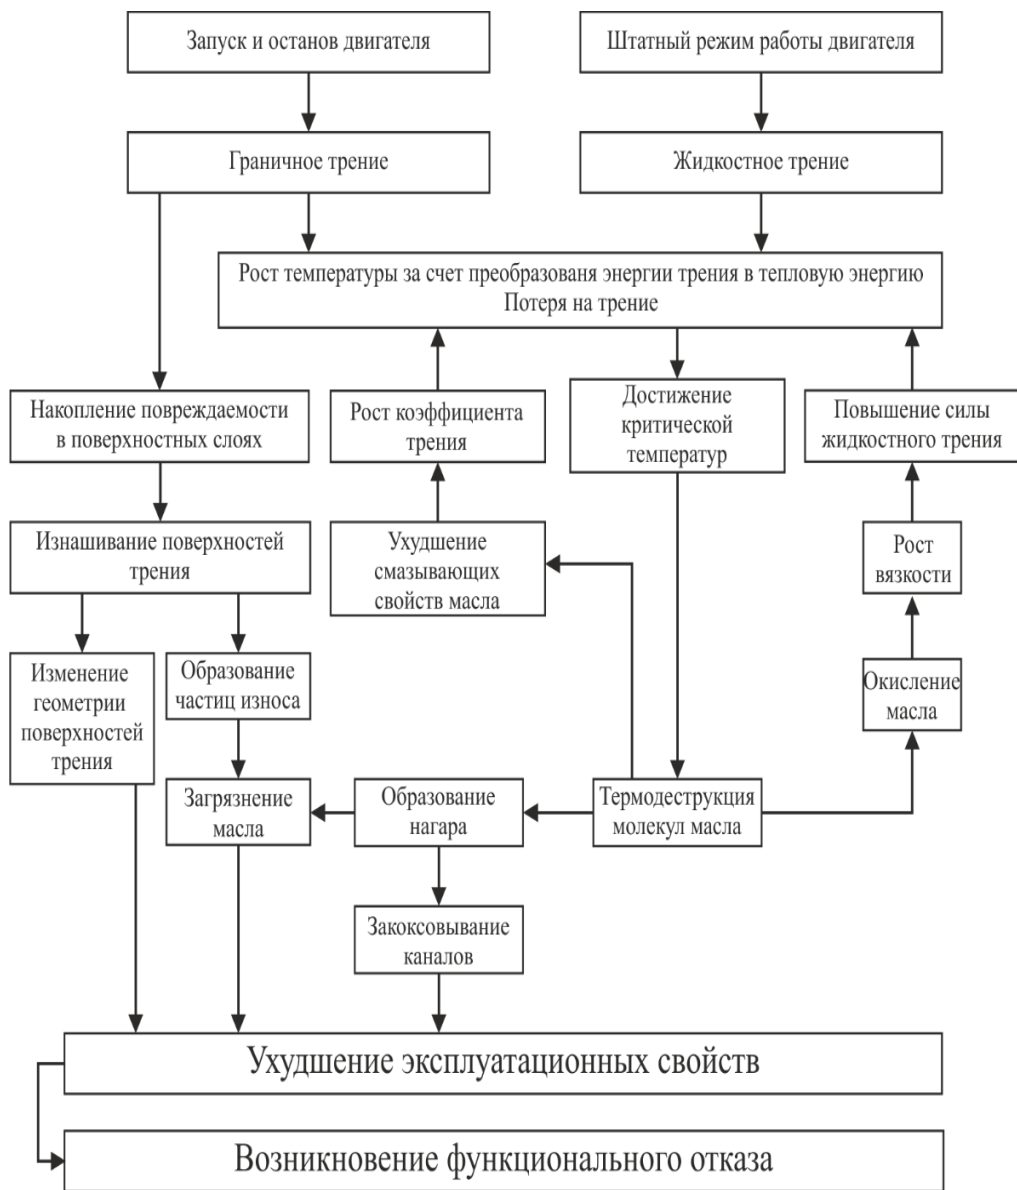 Запуск и останов двигателя
Штатный режим работы двигателя
Граничное трение
Жидкостное трение
Рост температуры за счет преобразованя энергии трения в тепловую энергию
Потеря на трение
Накопление повреждаемости
в поверхностных слоях
Рост коэффициента
трения
Достижение
критической
температур
Повышение силы
жидкостного трения
Изнашивание поверхностей
трения
Ухудшение
смазывающих
свойств масла
Рост
вязкости
Изменение
геометрии
поверхностей
трения
Образование
частиц износа
Окисление
масла
Загрязнение
масла
Образование
нагара
Термодеструкция
молекул масла
Закоксовывание
каналов
Ухудшение эксплуатационных свойств
Возникновение функционального отказа